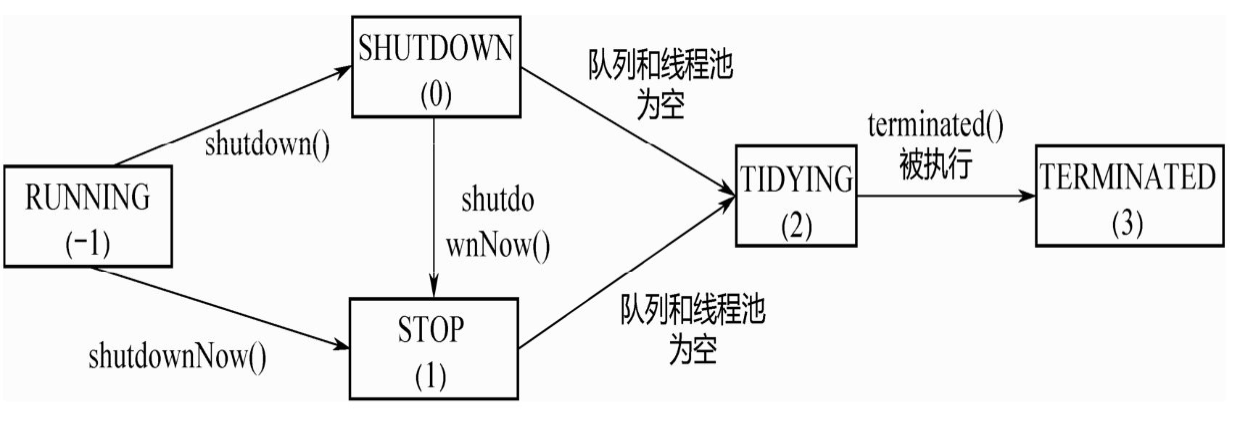 SHUTDOWN
(0)
队列和线程池
为空
shutdown()
terminated()
被执行
RUNNING
(-1)
shutdo
wnNow()
TIDYING
(2)
TERMINATED
(3)
STOP
(1)
队列和线程池
为空
shutdownNow()